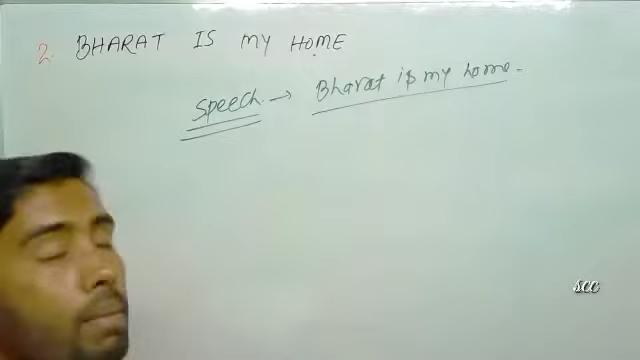 2. BHARAT IS MY HOME
Speech. → Bharat is my home.
scc